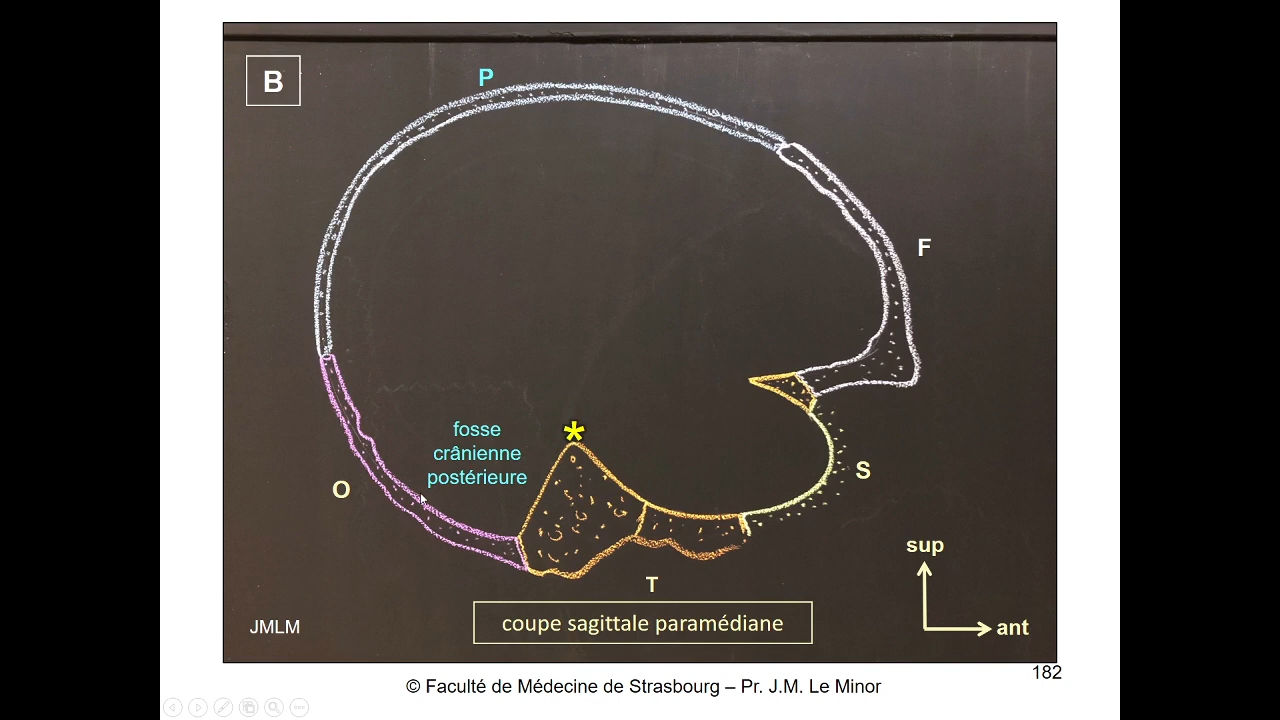 B
P
F
fosse
crânienne
postérieure
*
O
S
sup
T
ant
coupe sagittale paramédiane
JMLM
182
© Faculté de Médecine de Strasbourg – Pr. J.M. Le Minor